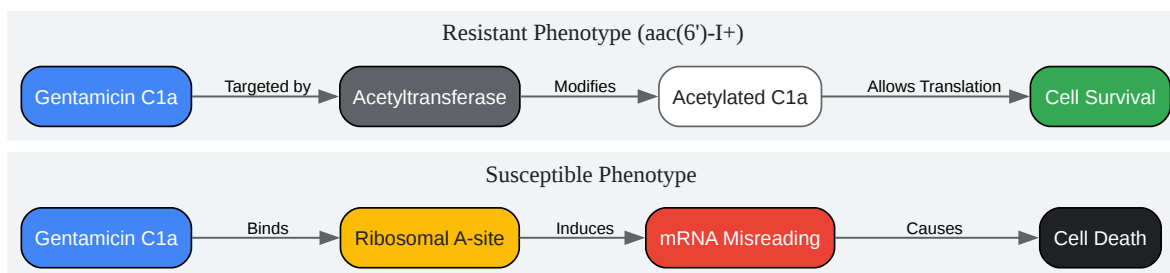 Resistant Phenotype (aac(6')-I+)
Gentamicin C1a
Targeted by
Acetyltransferase
Modifies
Acetylated C1a
Allows Translation
Cell Survival
Susceptible Phenotype
Gentamicin C1a
Binds
Ribosomal A-site
Induces
mRNA Misreading
Causes
Cell Death